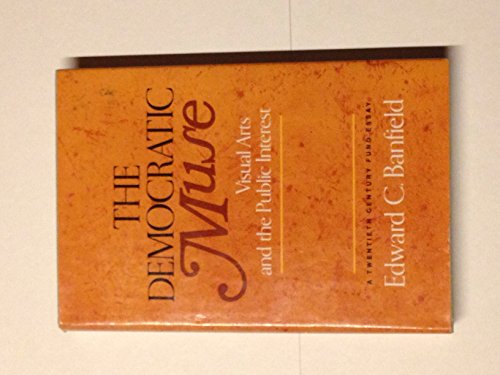 THE
DEMOCRATIC
Muse
Visual Arts
and the Public Interest
A TWENTIETH CENTURY FUND ESSAY
Edward C. Banfield